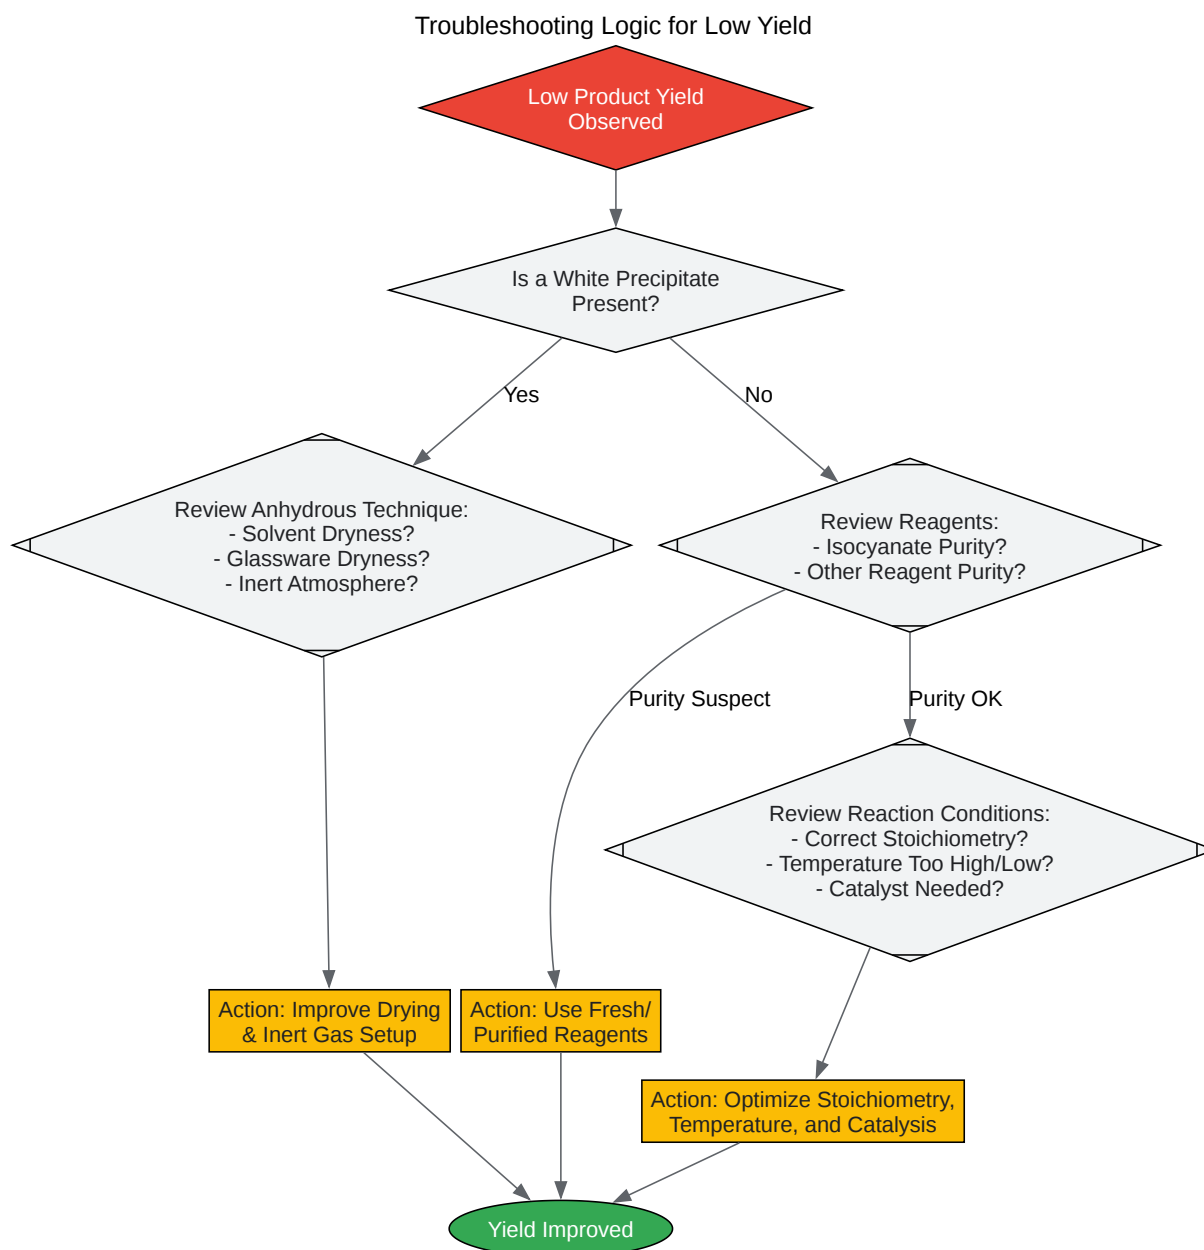 Troubleshooting Logic for Low Yield
Low Product Yield
Observed
Is a White Precipitate
Present?
Yes
No
Review Anhydrous Technique:
- Solvent Dryness?
- Glassware Dryness?
- Inert Atmosphere?
Review Reagents:
- Isocyanate Purity?
- Other Reagent Purity?
Purity Suspect
Purity OK
Review Reaction Conditions:
- Correct Stoichiometry?
- Temperature Too High/Low?
- Catalyst Needed?
Action: Improve Drying
& Inert Gas Setup
Action: Use Fresh/
Purified Reagents
Action: Optimize Stoichiometry,
Temperature, and Catalysis
Yield Improved